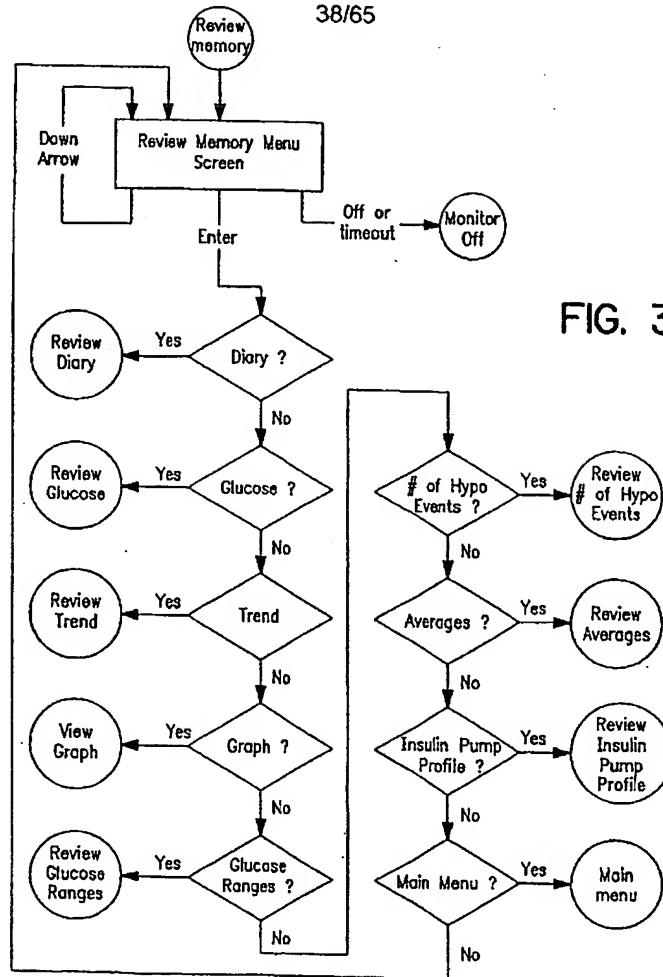 38/65
Review
memory
Down
Arrow
Review Memory Menu
Screen
Enter
Off or
timeout
Monitor
Off
FIG. 3
Review
Diary
Yes
Diary ?
No
Review
Glucose
Yes
Glucose ?
No
Review
Trend
Yes
Trend
No
View
Graph
Yes
Graph ?
No
Review
Glucose
Ranges
Yes
Glucose
Ranges ?
No
# of Hypo
Events ?
Yes
Review
# of Hypo
Events
No
Averages ?
Yes
Review
Averages
No
Insulin Pump
Profile ?
Yes
Review
Insulin
Pump
Profile
No
Main Menu ?
Yes
Main
menu
No